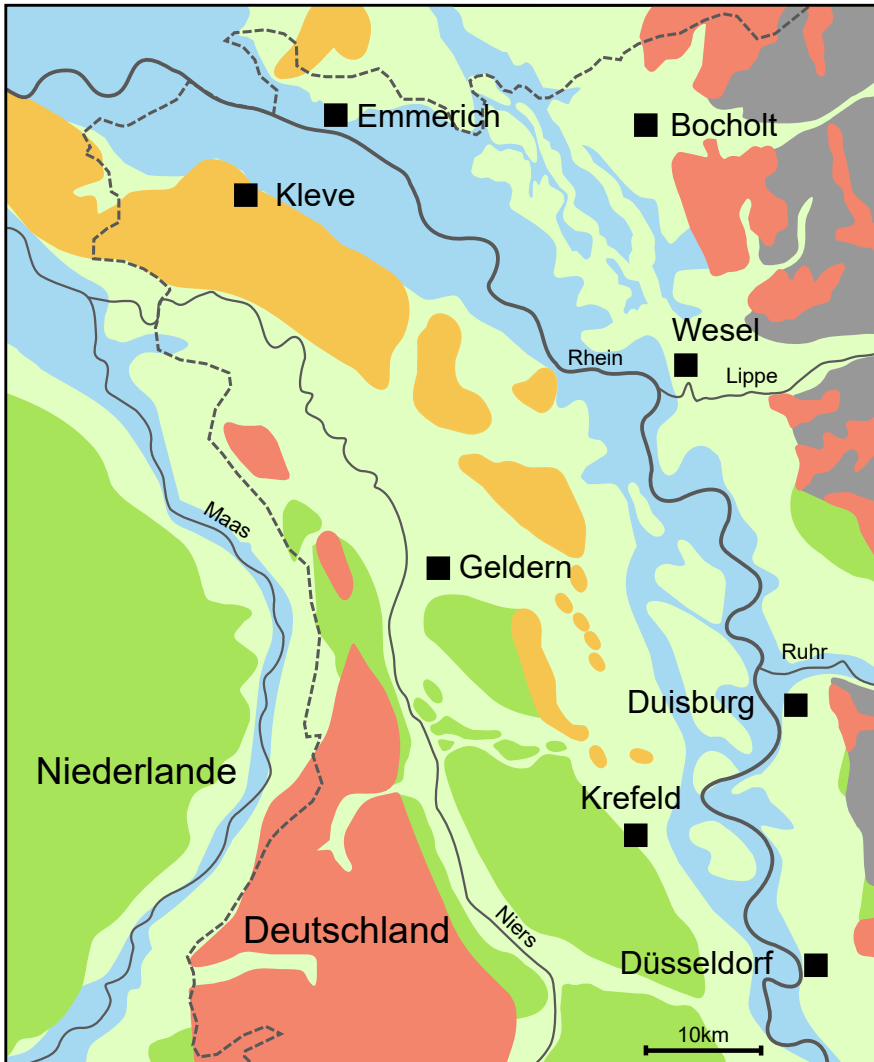 Emmerich
Bocholt
Kleve
Wesel
Rhein
Lippe
Maas
Geldern
Ruhr
Duisburg
Niederlande
Krefeld
Niers
Deutschland
Düsseldorf
10km